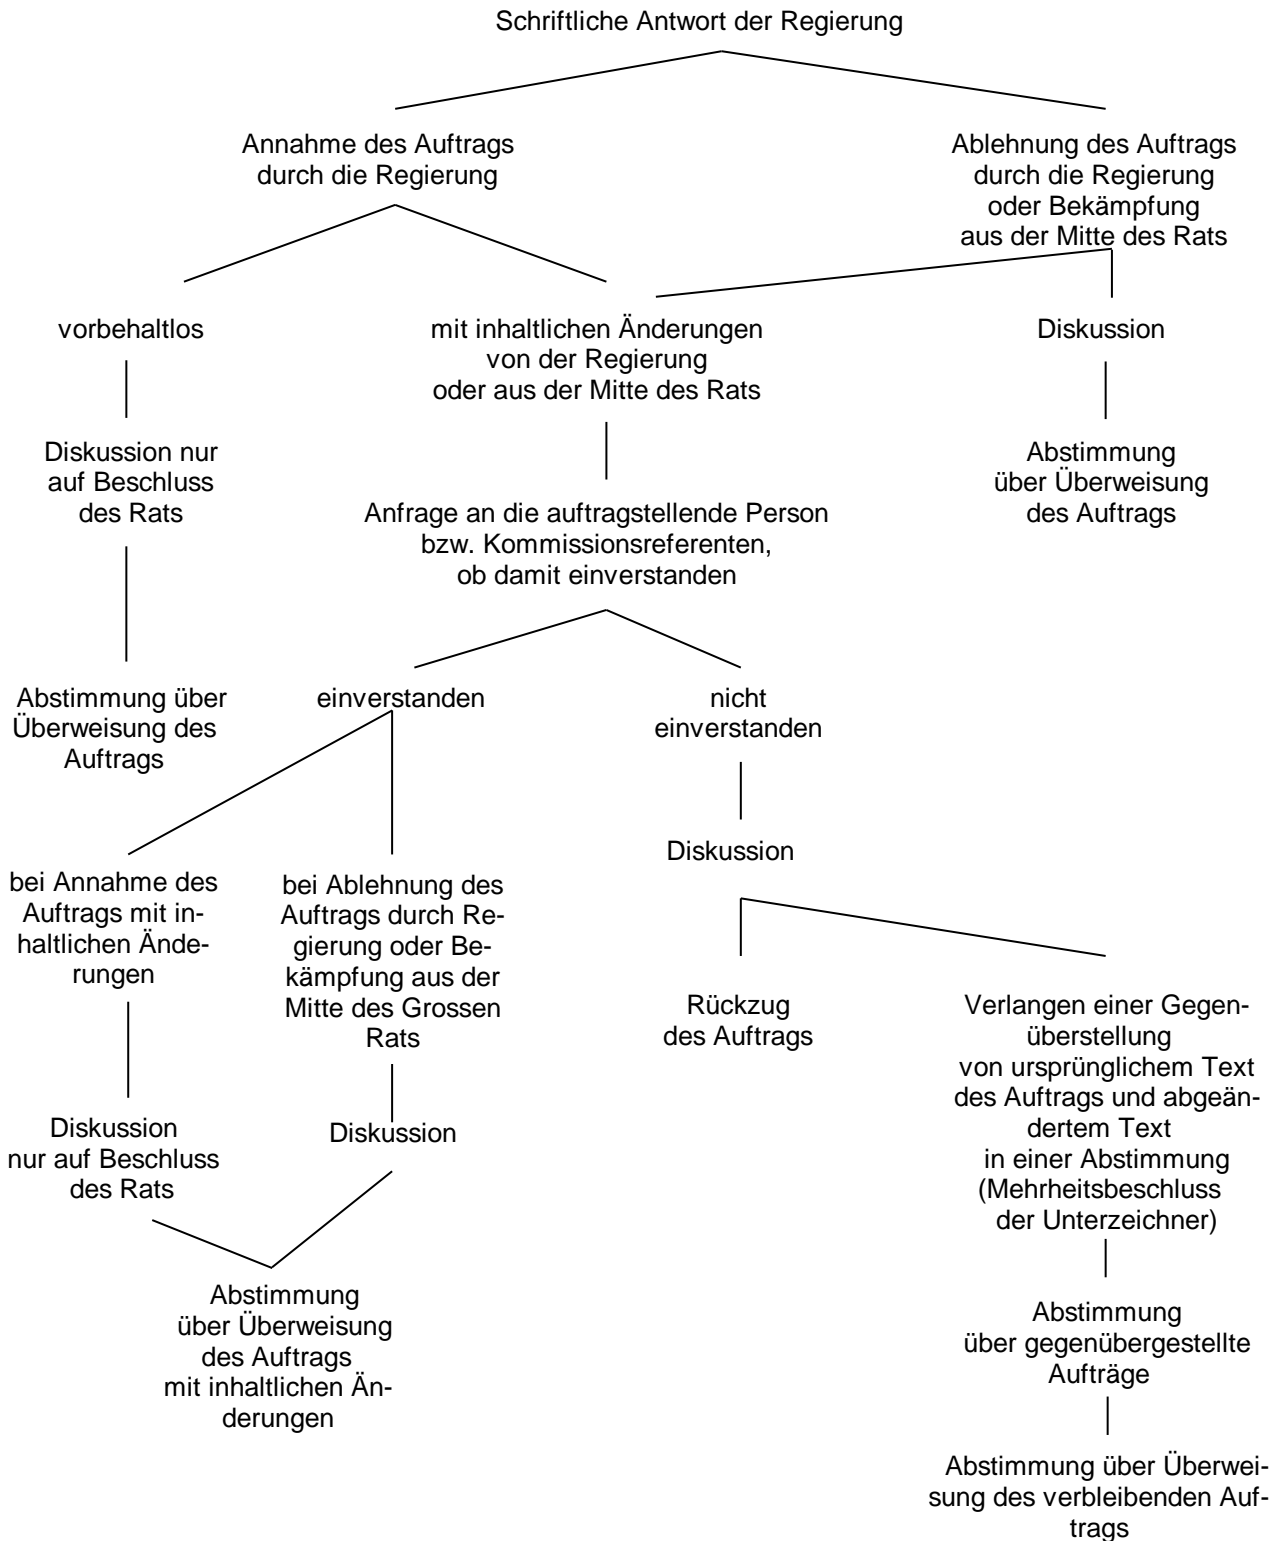 Schriftliche Antwort der Regierung
Annahme des Auftrags
durch die Regierung
Ablehnung des Auftrags
durch die Regierung
oder Bekämpfung
aus der Mitte des Rats
vorbehaltlos
mit inhaltlichen Änderungen
von der Regierung
oder aus der Mitte des Rats
Diskussion
Diskussion nur
auf Beschluss
des Rats
Anfrage an die auftragstellende Person
bzw. Kommissionsreferenten,
ob damit einverstanden
Abstimmung
über Überweisung
des Auftrags
Abstimmung über
Überweisung des
Auftrags
einverstanden
nicht
einverstanden
Diskussion
bei Annahme des
Auftrags mit in-
haltlichen Ände-
rungen
bei Ablehnung des
Auftrags durch Re-
gierung oder Be-
kämpfung aus der
Mitte des Grossen
Rats
Rückzug
des Auftrags
Verlangen einer Gegen-
überstellung
von ursprünglichem Text
des Auftrags und abgeän-
dertem Text
in einer Abstimmung
(Mehrheitsbeschluss
der Unterzeichner)
Diskussion
nur auf Beschluss
des Rats
Diskussion
Abstimmung
über Überweisung
des Auftrags
mit inhaltlichen Än-
derungen
Abstimmung
über gegenübergestellte
Aufträge
Abstimmung über Überwei-
sung des verbleibenden Auf-
trags